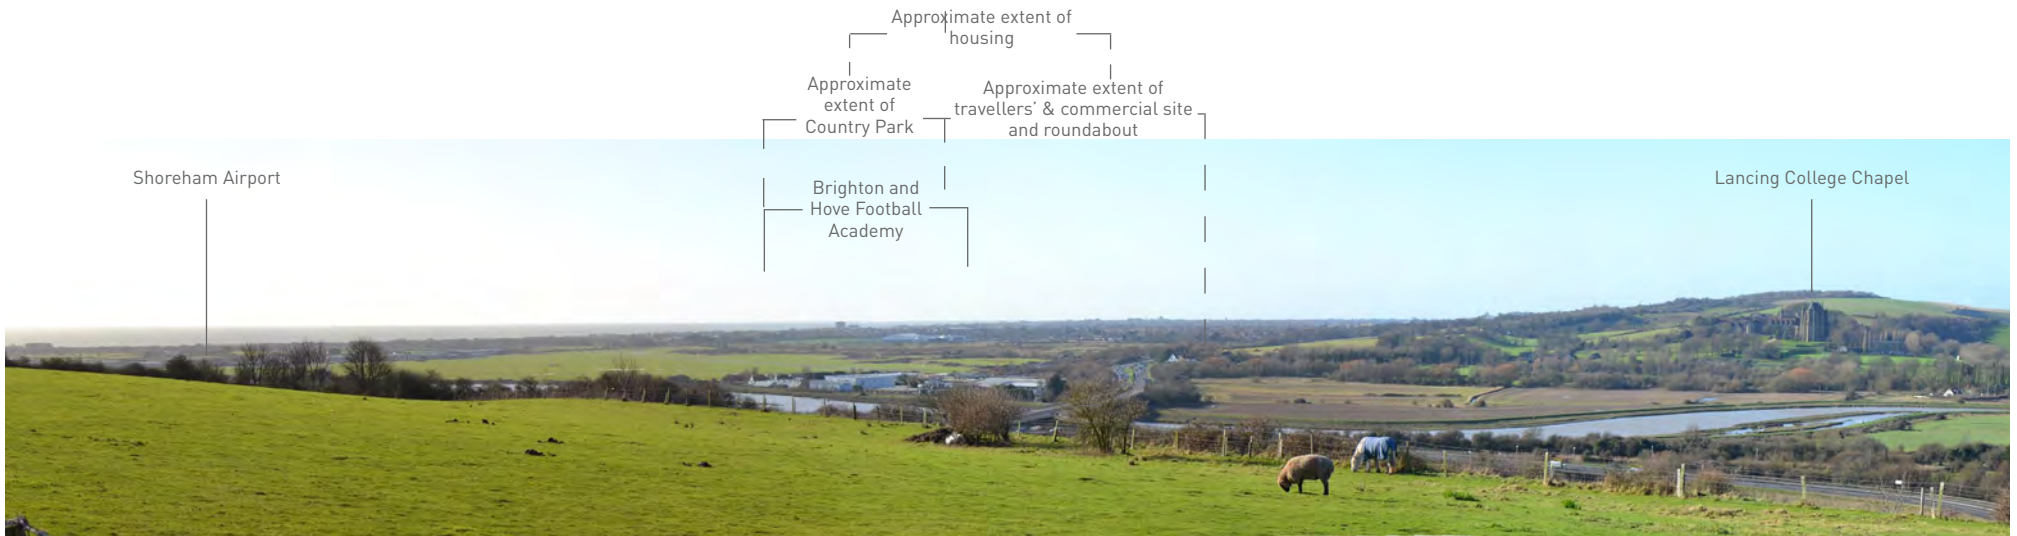 Approximate extent of
housing
Approximate
extent of
Country Park
Approximate extent of
travellers’ & commercial site
and roundabout
Shoreham Airport
Brighton and
Hove Football
Academy
Lancing College Chapel